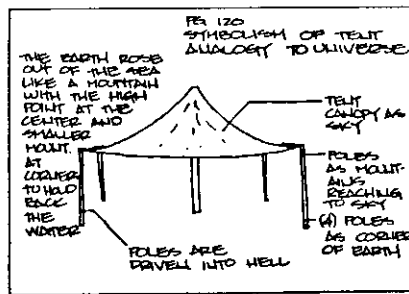 PG 120
SYMBOLISM OF TENT
ANALOGY TO UNIVERSE
THE EARTH ROSE
OUT OF THE SEA
LIKE A MOUNTAIN
WITH THE HIGH
POINT AT THE
CENTER AND
SMALLER
MOUNT.
AT
CORNER
TO HOLD
BACK
THE
WATER
TENT
CANOPY AS
SKY
POLES
AS MOUNT-
AINS
REACHING
TO SKY
(4) POLES
AS CORNER
OF EARTH
POLES ARE
DRIVEN INTO HELL